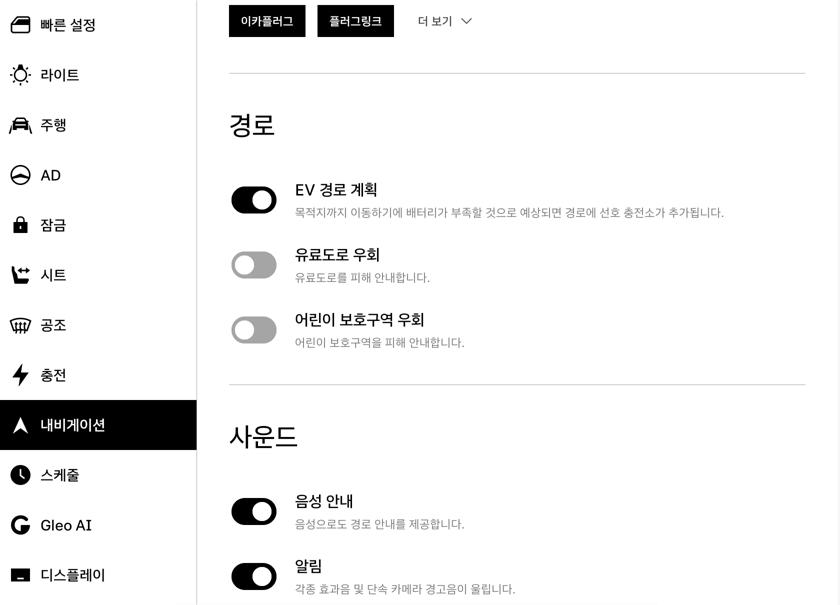 빠른 설정
라이트
주행
AD
잠금
시트
공조
충전
내비게이션
스케줄
Gleo AI
디스플레이
이카플러그 플러그링크 더 보기
경로
EV 경로 계획
목적지까지 이동하기에 배터리가 부족할 것으로 예상되면 경로에 선호 충전소가 추가됩니다.
유료도로 우회
유료도로를 피해 안내합니다.
어린이 보호구역 우회
어린이 보호구역을 피해 안내합니다.
사운드
음성 안내
음성으로도 경로 안내를 제공합니다.
알림
각종 효과음 및 단속 카메라 경고음이 울립니다.